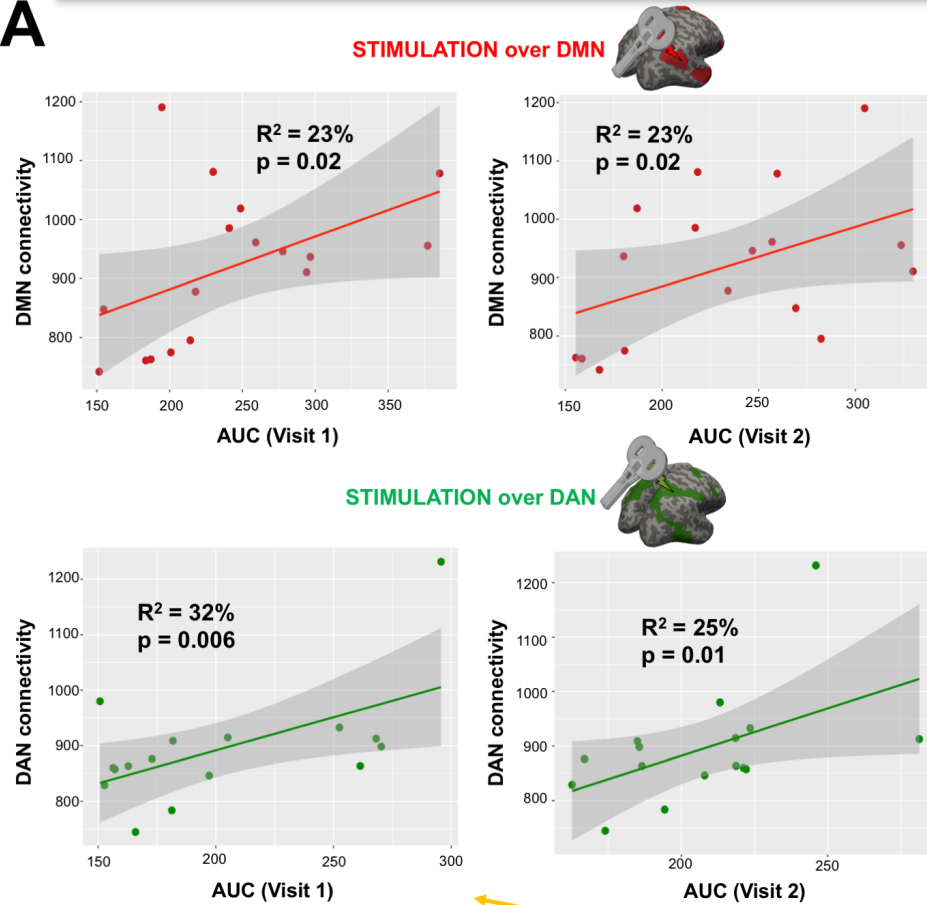 A
STIMULATION over DMN
1200
1100
1000
900
800
DMN connectivity
R² = 23%
p = 0.02
150
200
250
300
350
AUC (Visit 1)
1200
1100
1000
900
800
DMN connectivity
R² = 23%
p = 0.02
150
200
250
300
AUC (Visit 2)
STIMULATION over DAN
1200
1100
1000
900
800
DAN connectivity
R² = 32%
p = 0.006
150
200
250
300
AUC (Visit 1)
1200
1100
1000
900
800
DAN connectivity
R² = 25%
p = 0.01
200
250
AUC (Visit 2)